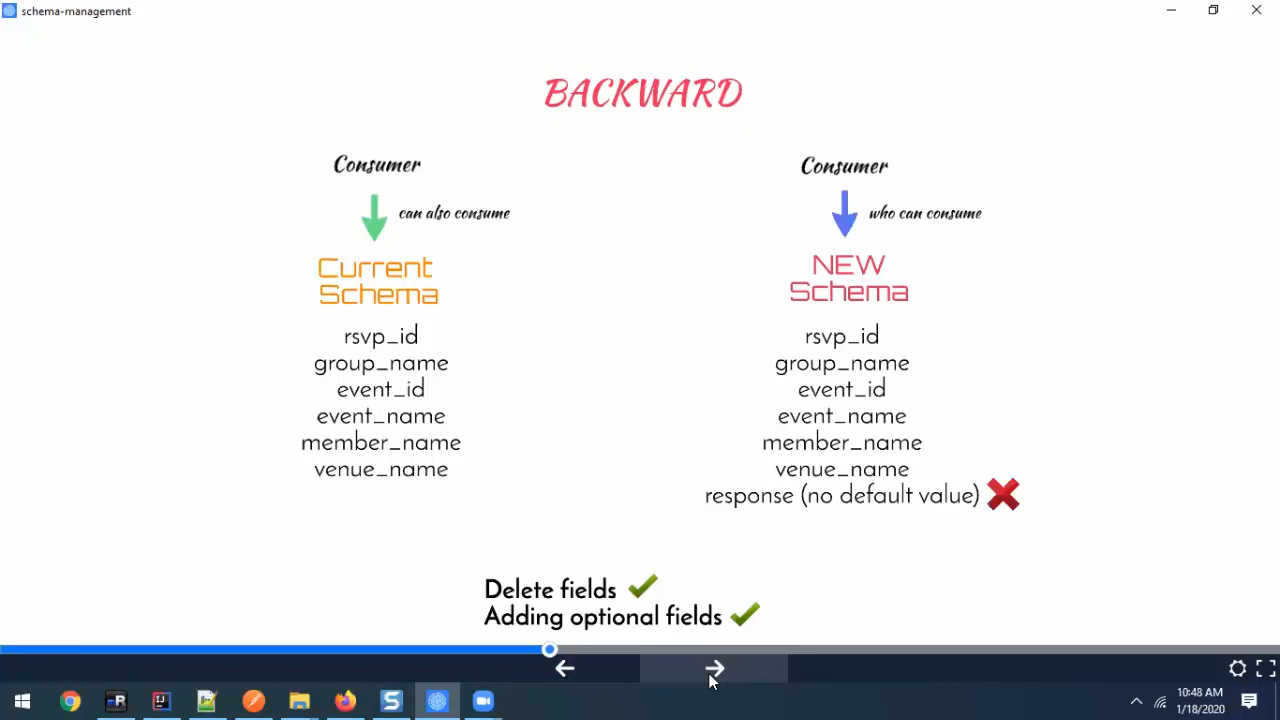 schema-management
BACKWARD
Consumer
can also consume
Current
Schema
rsvp_id
group_name
event_id
event_name
member_name
venue_name
Consumer
who can consume
NEW
Schema
rsvp_id
group_name
event_id
event_name
member_name
venue_name
response (no default value)
Delete fields
Adding optional fields
10:48 AM
1/18/2020